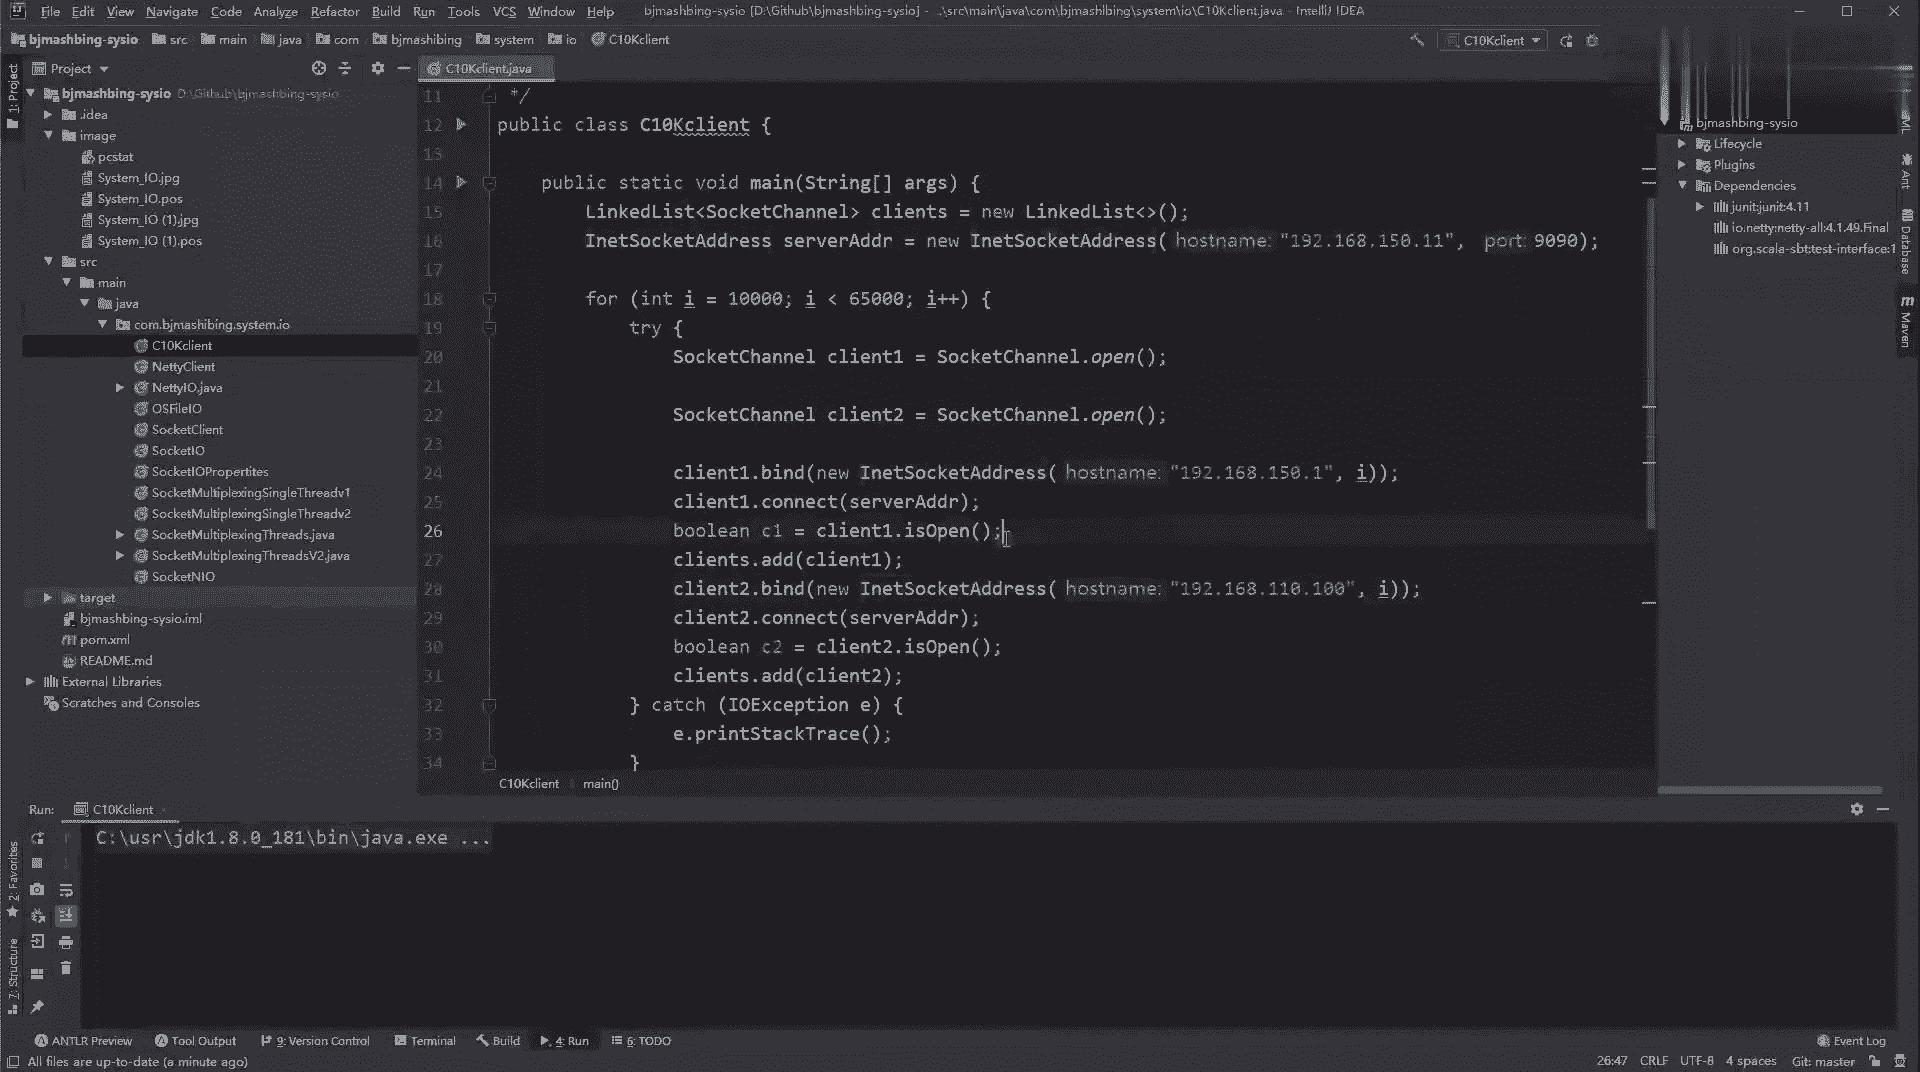 File Edit View Navigate Code Analyze Refactor Build Run Tools VCS Window Help bjmashbing-sysio [D:\Github\bjmashbing-sysio] - ...\src\main\java\com\bjmashibing\system\io\C10Kclient.java - IntelliJ IDEA
bjmashbing-sysio src main java com bjmashibing system io C10Kclient C10Kclient
Project C10Kclient.java
1: Project
bjmashbing-sysio D:\Github\bjmashbing-sysio
.idea
image
pcstat
System_IO.jpg
System_IO.pos
System_IO (1).jpg
System_IO (1).pos
src
main
java
com.bjmashibing.system.io
C10Kclient
NettyClient
NettyIO.java
OSFileIO
SocketClient
SocketIO
SocketIOPropertites
SocketMultiplexingSingleThreadv1
SocketMultiplexingSingleThreadv2
SocketMultiplexingThreads.java
SocketMultiplexingThreadsV2.java
SocketNIO
target
bjmashbing-sysio.iml
pom.xml
README.md
External Libraries
Scratches and Consoles
11 */
12 public class C10Kclient {
13
14 public static void main(String[] args) {
15 LinkedList<SocketChannel> clients = new LinkedList<>();
16 InetSocketAddress serverAddr = new InetSocketAddress( hostname: "192.168.150.11", port: 9090);
17
18 for (int i = 10000; i < 65000; i++) {
19 try {
20 SocketChannel client1 = SocketChannel.open();
21
22 SocketChannel client2 = SocketChannel.open();
23
24 client1.bind(new InetSocketAddress( hostname: "192.168.150.1", i));
25 client1.connect(serverAddr);
26 boolean c1 = client1.isOpen();
27 clients.add(client1);
28 client2.bind(new InetSocketAddress( hostname: "192.168.110.100", i));
29 client2.connect(serverAddr);
30 boolean c2 = client2.isOpen();
31 clients.add(client2);
32 } catch (IOException e) {
33 e.printStackTrace();
34 }
C10Kclient main()
bjmashbing-sysio
Lifecycle
Plugins
Dependencies
junit:junit:4.11
io.netty:netty-all:4.1.49.Final
org.scala-sbt:test-interface:1
Ant
Database
Maven
Run: C10Kclient
C:\usr\jdk1.8.0_181\bin\java.exe ...
2: Favorites
7: Structure
ANTLR Preview Tool Output 9: Version Control Terminal Build 4: Run 6: TODO Event Log
All files are up-to-date (a minute ago) 26:47 CRLF UTF-8 4 spaces Git: master